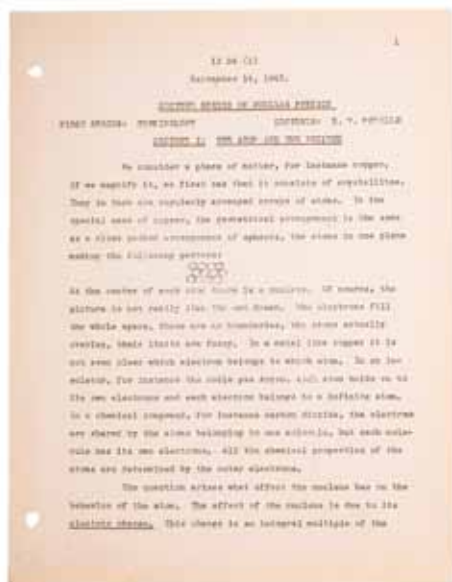 1
LA 24 (1)
September 14, 1943.
LECTURE SERIES ON NUCLEAR PHYSICS
FIRST SERIES: TERMINOLOGY LECTURER: E. M. McMILLAN
LECTURE I: THE ATOM AND THE NUCLEUS
We consider a piece of matter, for instance copper.
If we magnify it, we first see that it consists of crystallites.
They in turn are regularly arranged arrays of atoms. In the
special case of copper, the geometrical arrangement is the same
as a close packed arrangement of spheres, the atoms in one plane
making the following pattern:
At the center of each atom there is a nucleus. Of course, the
picture is not really like the one drawn. The electrons fill
the whole space, there are no boundaries, the atoms actually
overlap, their limits are fuzzy. In a metal like copper it is
not even clear which electron belongs to which atom. In an in-
sulator, for instance the noble gas each atom holds on to
its own electrons and each electron belongs to a definite atom.
In a chemical compound, for instance carbon dioxide, the electrons
are shared by the atoms belonging to one molecule, but each mole-
cule has its own electrons. All the chemical properties of the
atoms are determined by the outer electrons.
The question arises what effect the nucleus has on the
behavior of the atom. The effect of the nucleus is due to its
electric charge. This charge is an integral multiple of the